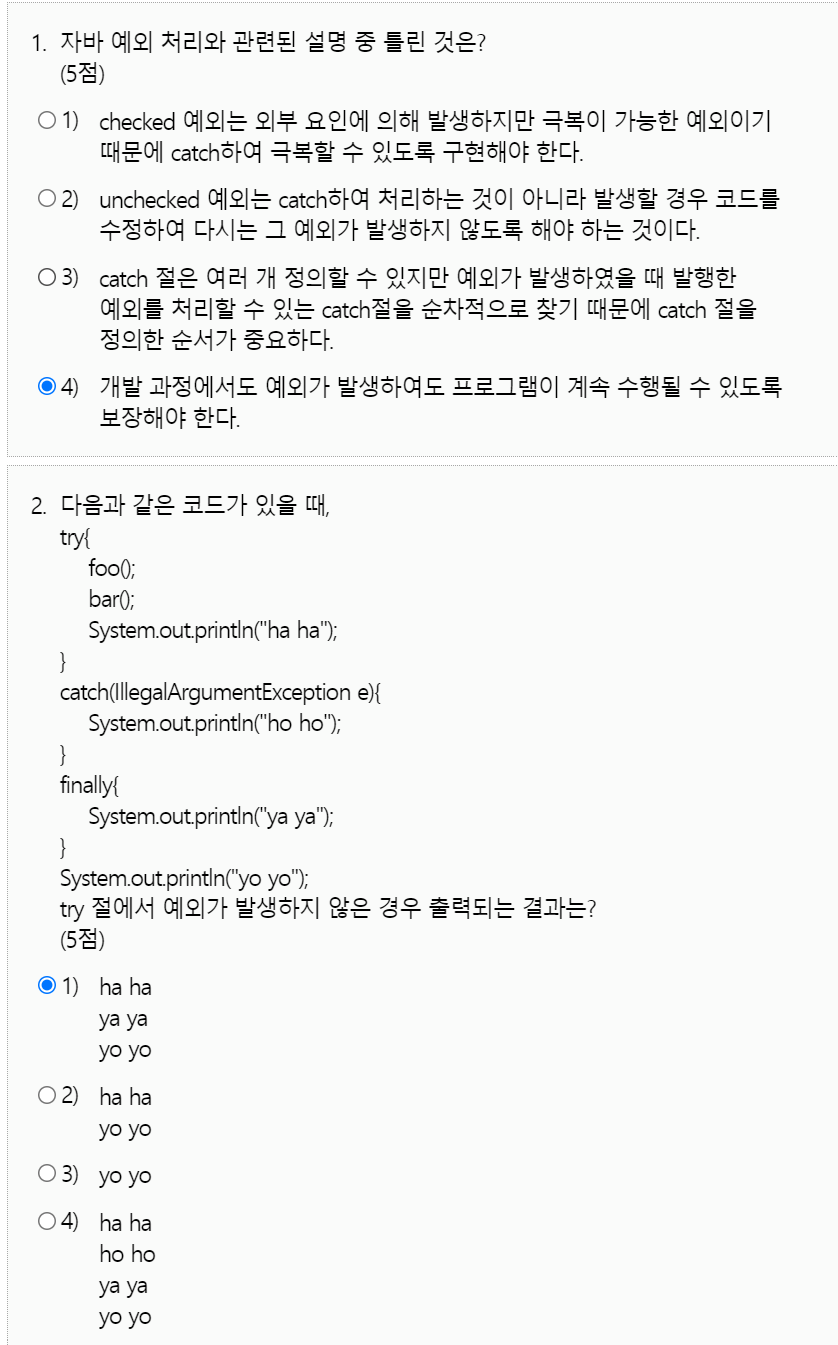 1. 자바 예외 처리와 관련된 설명 중 틀린 것은?
(5점)
1) checked 예외는 외부 요인에 의해 발생하지만 극복이 가능한 예외이기
때문에 catch하여 극복할 수 있도록 구현해야 한다.
2) unchecked 예외는 catch하여 처리하는 것이 아니라 발생할 경우 코드를
수정하여 다시는 그 예외가 발생하지 않도록 해야 하는 것이다.
3) catch 절은 여러 개 정의할 수 있지만 예외가 발생하였을 때 발행한
예외를 처리할 수 있는 catch절을 순차적으로 찾기 때문에 catch 절을
정의한 순서가 중요하다.
4) 개발 과정에서도 예외가 발생하여도 프로그램이 계속 수행될 수 있도록
보장해야 한다.
2. 다음과 같은 코드가 있을 때,
try{
foo();
bar();
System.out.println("ha ha");
}
catch(IllegalArgumentException e){
System.out.println("ho ho");
}
finally{
System.out.println("ya ya");
}
System.out.println("yo yo");
try 절에서 예외가 발생하지 않은 경우 출력되는 결과는?
(5점)
1) ha ha
ya ya
yo yo
2) ha ha
yo yo
3) yo yo
4) ha ha
ho ho
ya ya
yo yo